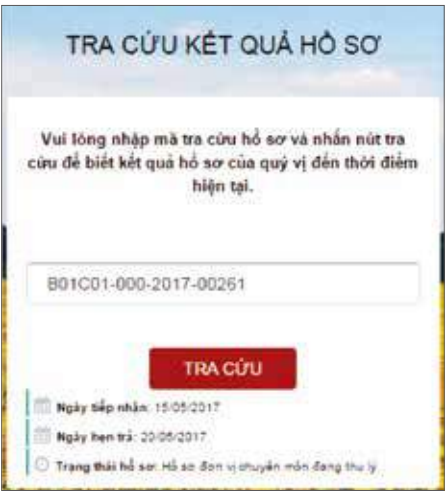 TRA CỨU KẾT QUẢ HỒ SƠ
Vui lòng nhập mã tra cứu hồ sơ và nhấn nút tra
cứu để biết kết quả hồ sơ của quý vị đến thời điểm
hiện tại.
B01C01-000-2017-00261
TRA CỨU
Ngày tiếp nhận: 15/05/2017
Ngày hẹn trả: 20/05/2017
Trạng thái hồ sơ: Hồ sơ đơn vị chuyên môn đang thụ lý